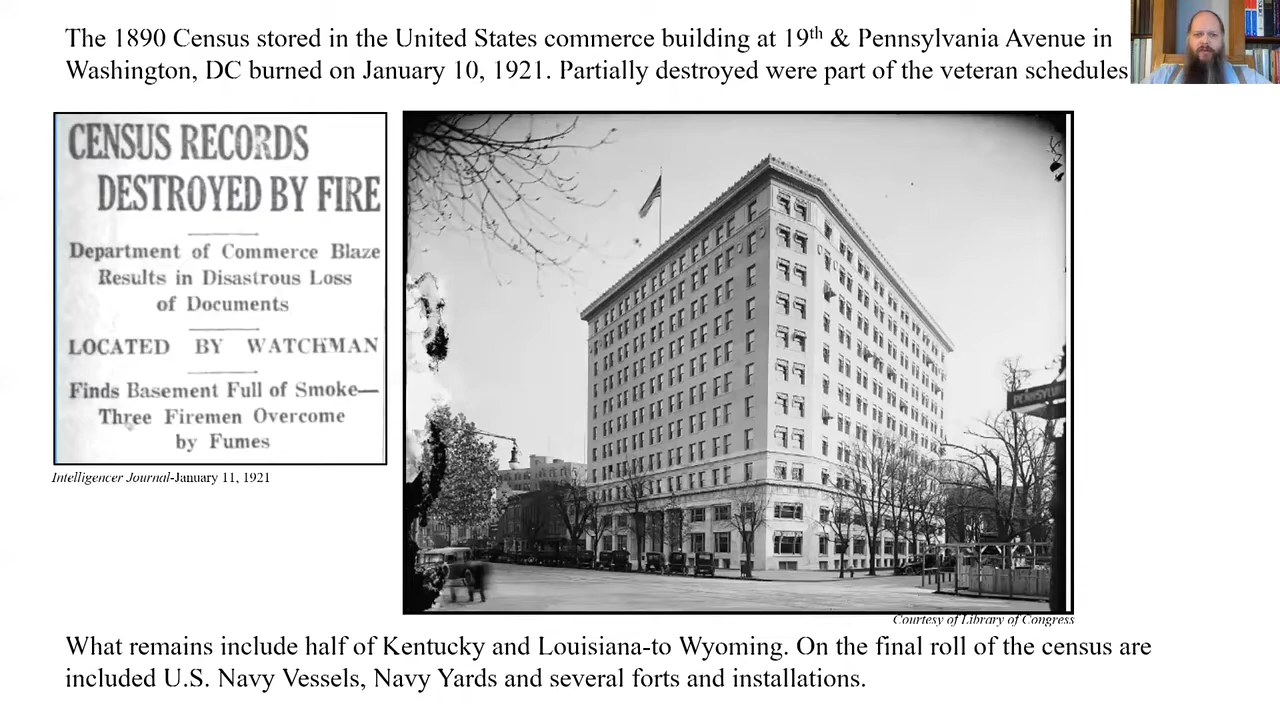 The 1890 Census stored in the United States commerce building at 19th & Pennsylvania Avenue in
Washington, DC burned on January 10, 1921. Partially destroyed were part of the veteran schedules
CENSUS RECORDS
DESTROYED BY FIRE
Department of Commerce Blaze
Results in Disastrous Loss
of Documents
LOCATED BY WATCHMAN
Finds Basement Full of Smoke—
Three Firemen Overcome
by Fumes
Intelligencer Journal-January 11, 1921
Courtesy of Library of Congress
What remains include half of Kentucky and Louisiana-to Wyoming. On the final roll of the census are
included U.S. Navy Vessels, Navy Yards and several forts and installations.